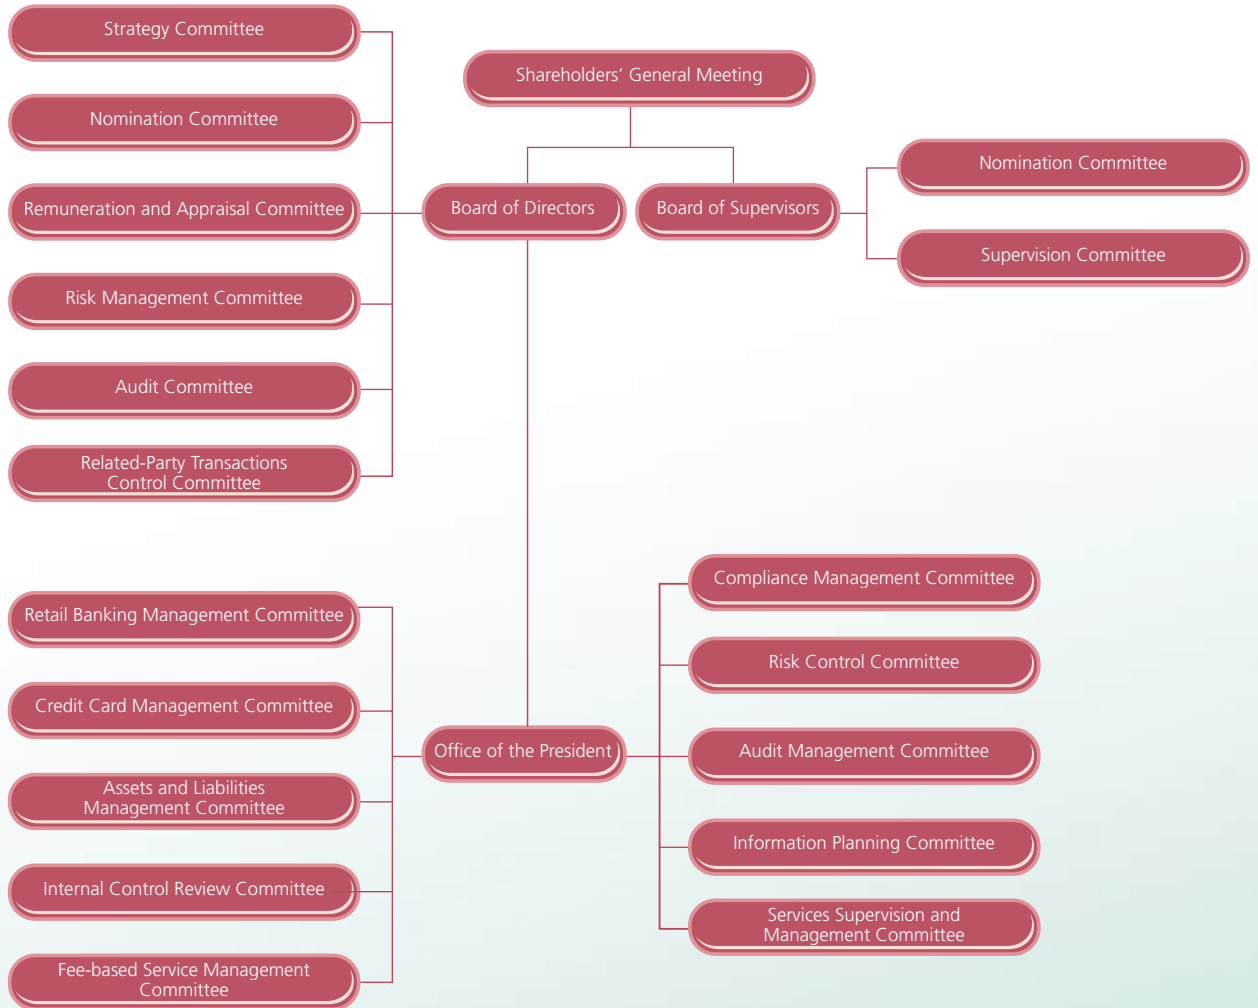 Strategy Committee
Shareholders’ General Meeting
Nomination Committee
Nomination Committee
Remuneration and Appraisal Committee
Board of Directors
Board of Supervisors
Supervision Committee
Risk Management Committee
Audit Committee
Related-Party Transactions
Control Committee
Compliance Management Committee
Retail Banking Management Committee
Risk Control Committee
Credit Card Management Committee
Office of the President
Audit Management Committee
Assets and Liabilities
Management Committee
Information Planning Committee
Internal Control Review Committee
Services Supervision and
Management Committee
Fee-based Service Management
Committee